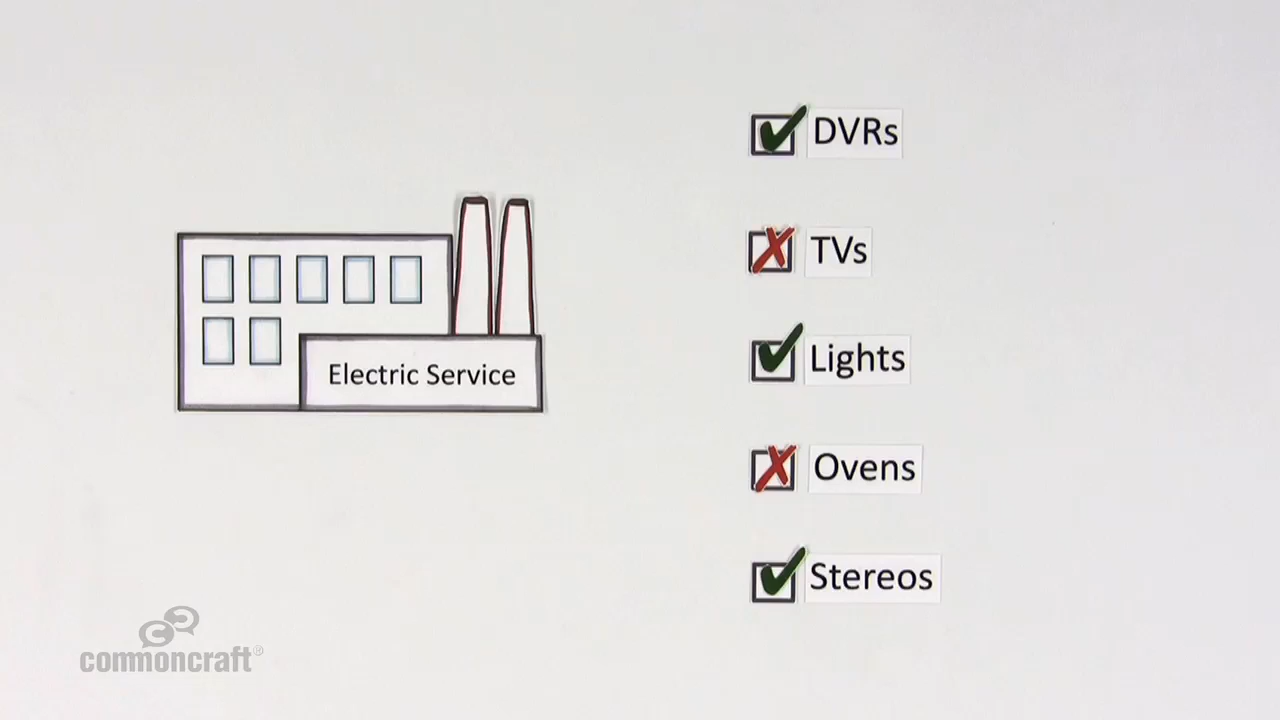 DVRs
TVs
Electric Service
Lights
Ovens
Stereos
commoncraft®